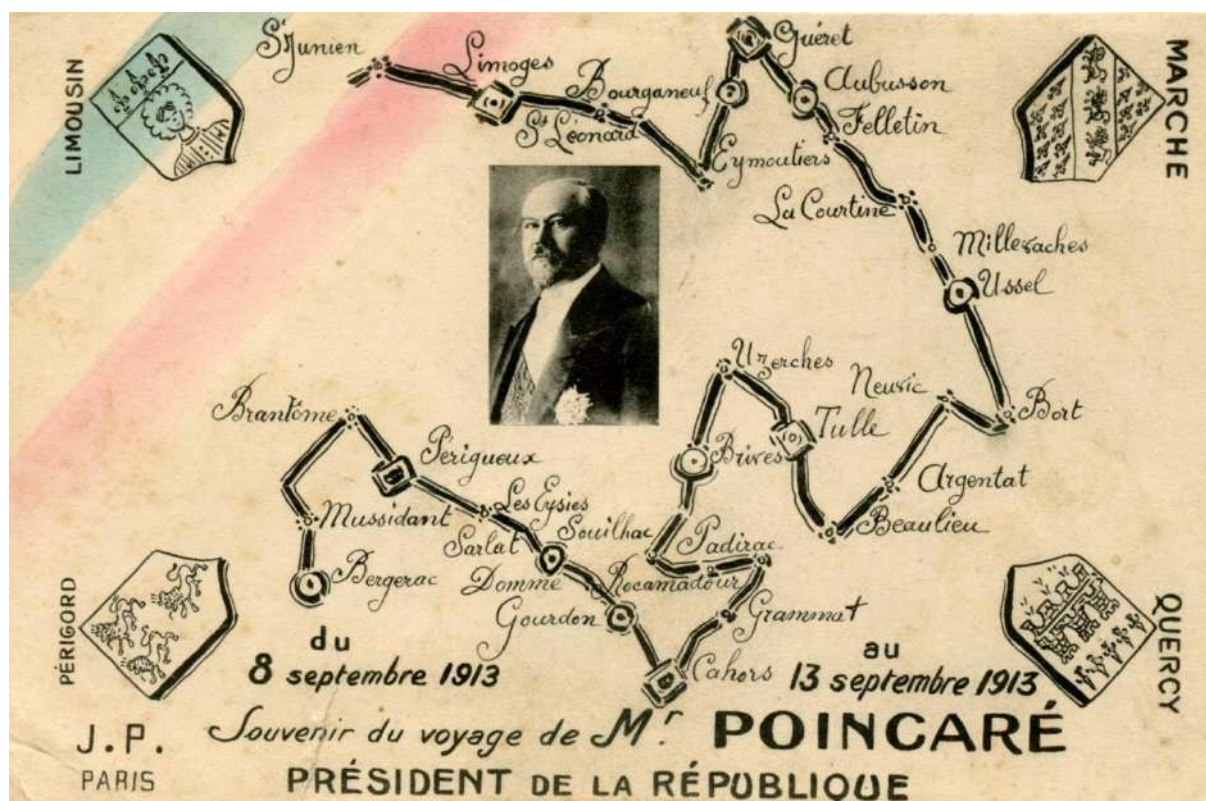 LIMOUSIN
MARCHE
St Junien
Limoges
St Léonard
Bourganeuf
Eymoutiers
Guéret
Aubusson
Felletin
La Courtine
Millevaches
Ussel
Bort
Neuvic
Argentat
Beaulieu
Tulle
Uzerches
Brives
Souilhac
Padirac
Rocamadour
Grammat
Cahors
Gourdon
Domme
Sarlat
Les Eysies
Périgueux
Brantôme
Mussidant
Bergerac
PÉRIGORD
QUERCY
du
8 septembre 1913
au
13 septembre 1913
Souvenir du voyage de Mr. POINCARÉ
PRÉSIDENT DE LA RÉPUBLIQUE
J.P.
PARIS